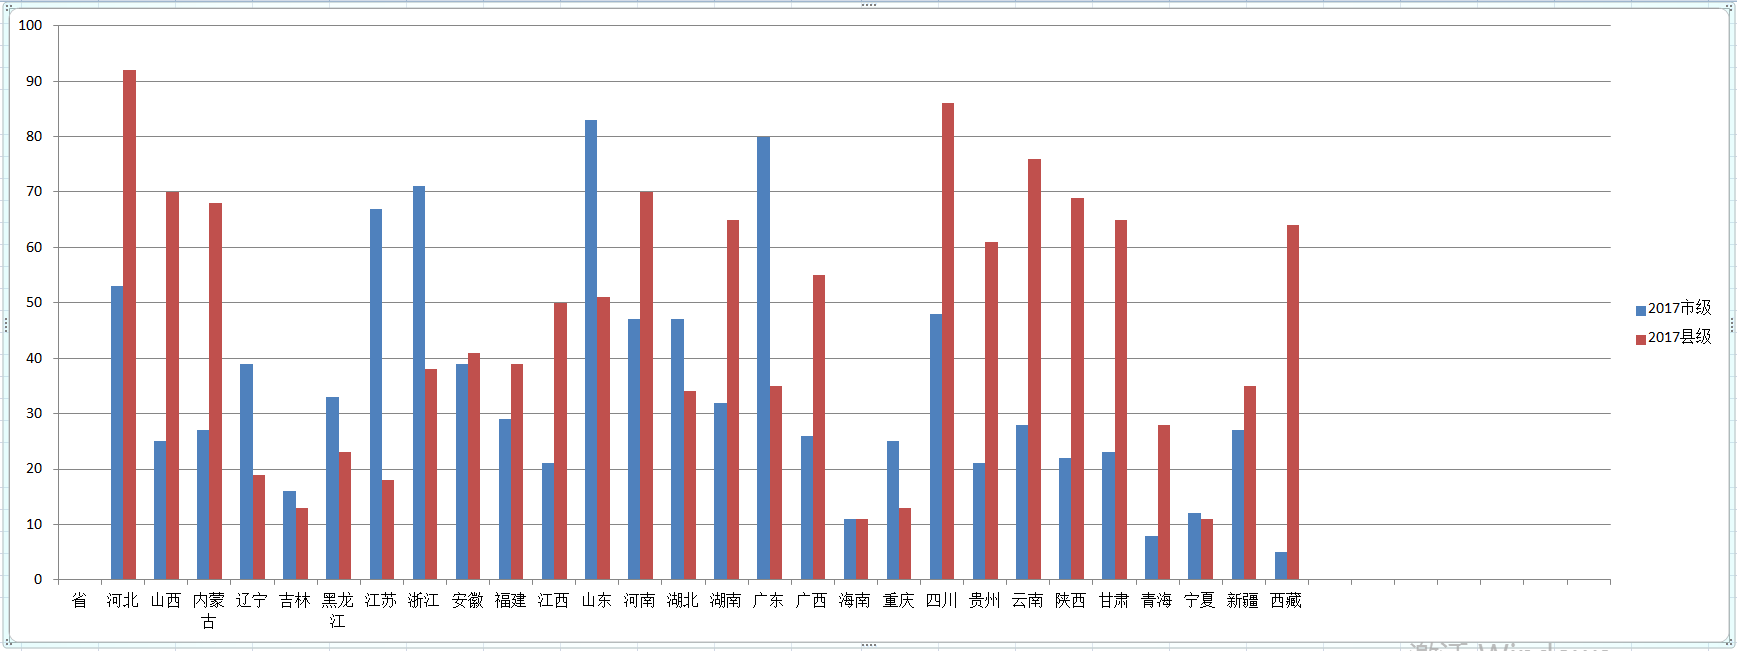 100
90
80
70
60
50
40
30
20
10
0
省 河北 山西 内蒙古 辽宁 吉林 黑龙江 江苏 浙江 安徽 福建 江西 山东 河南 湖北 湖南 广东 广西 海南 重庆 四川 贵州 云南 陕西 甘肃 青海 宁夏 新疆 西藏
2017市级
2017县级
激活 Windows